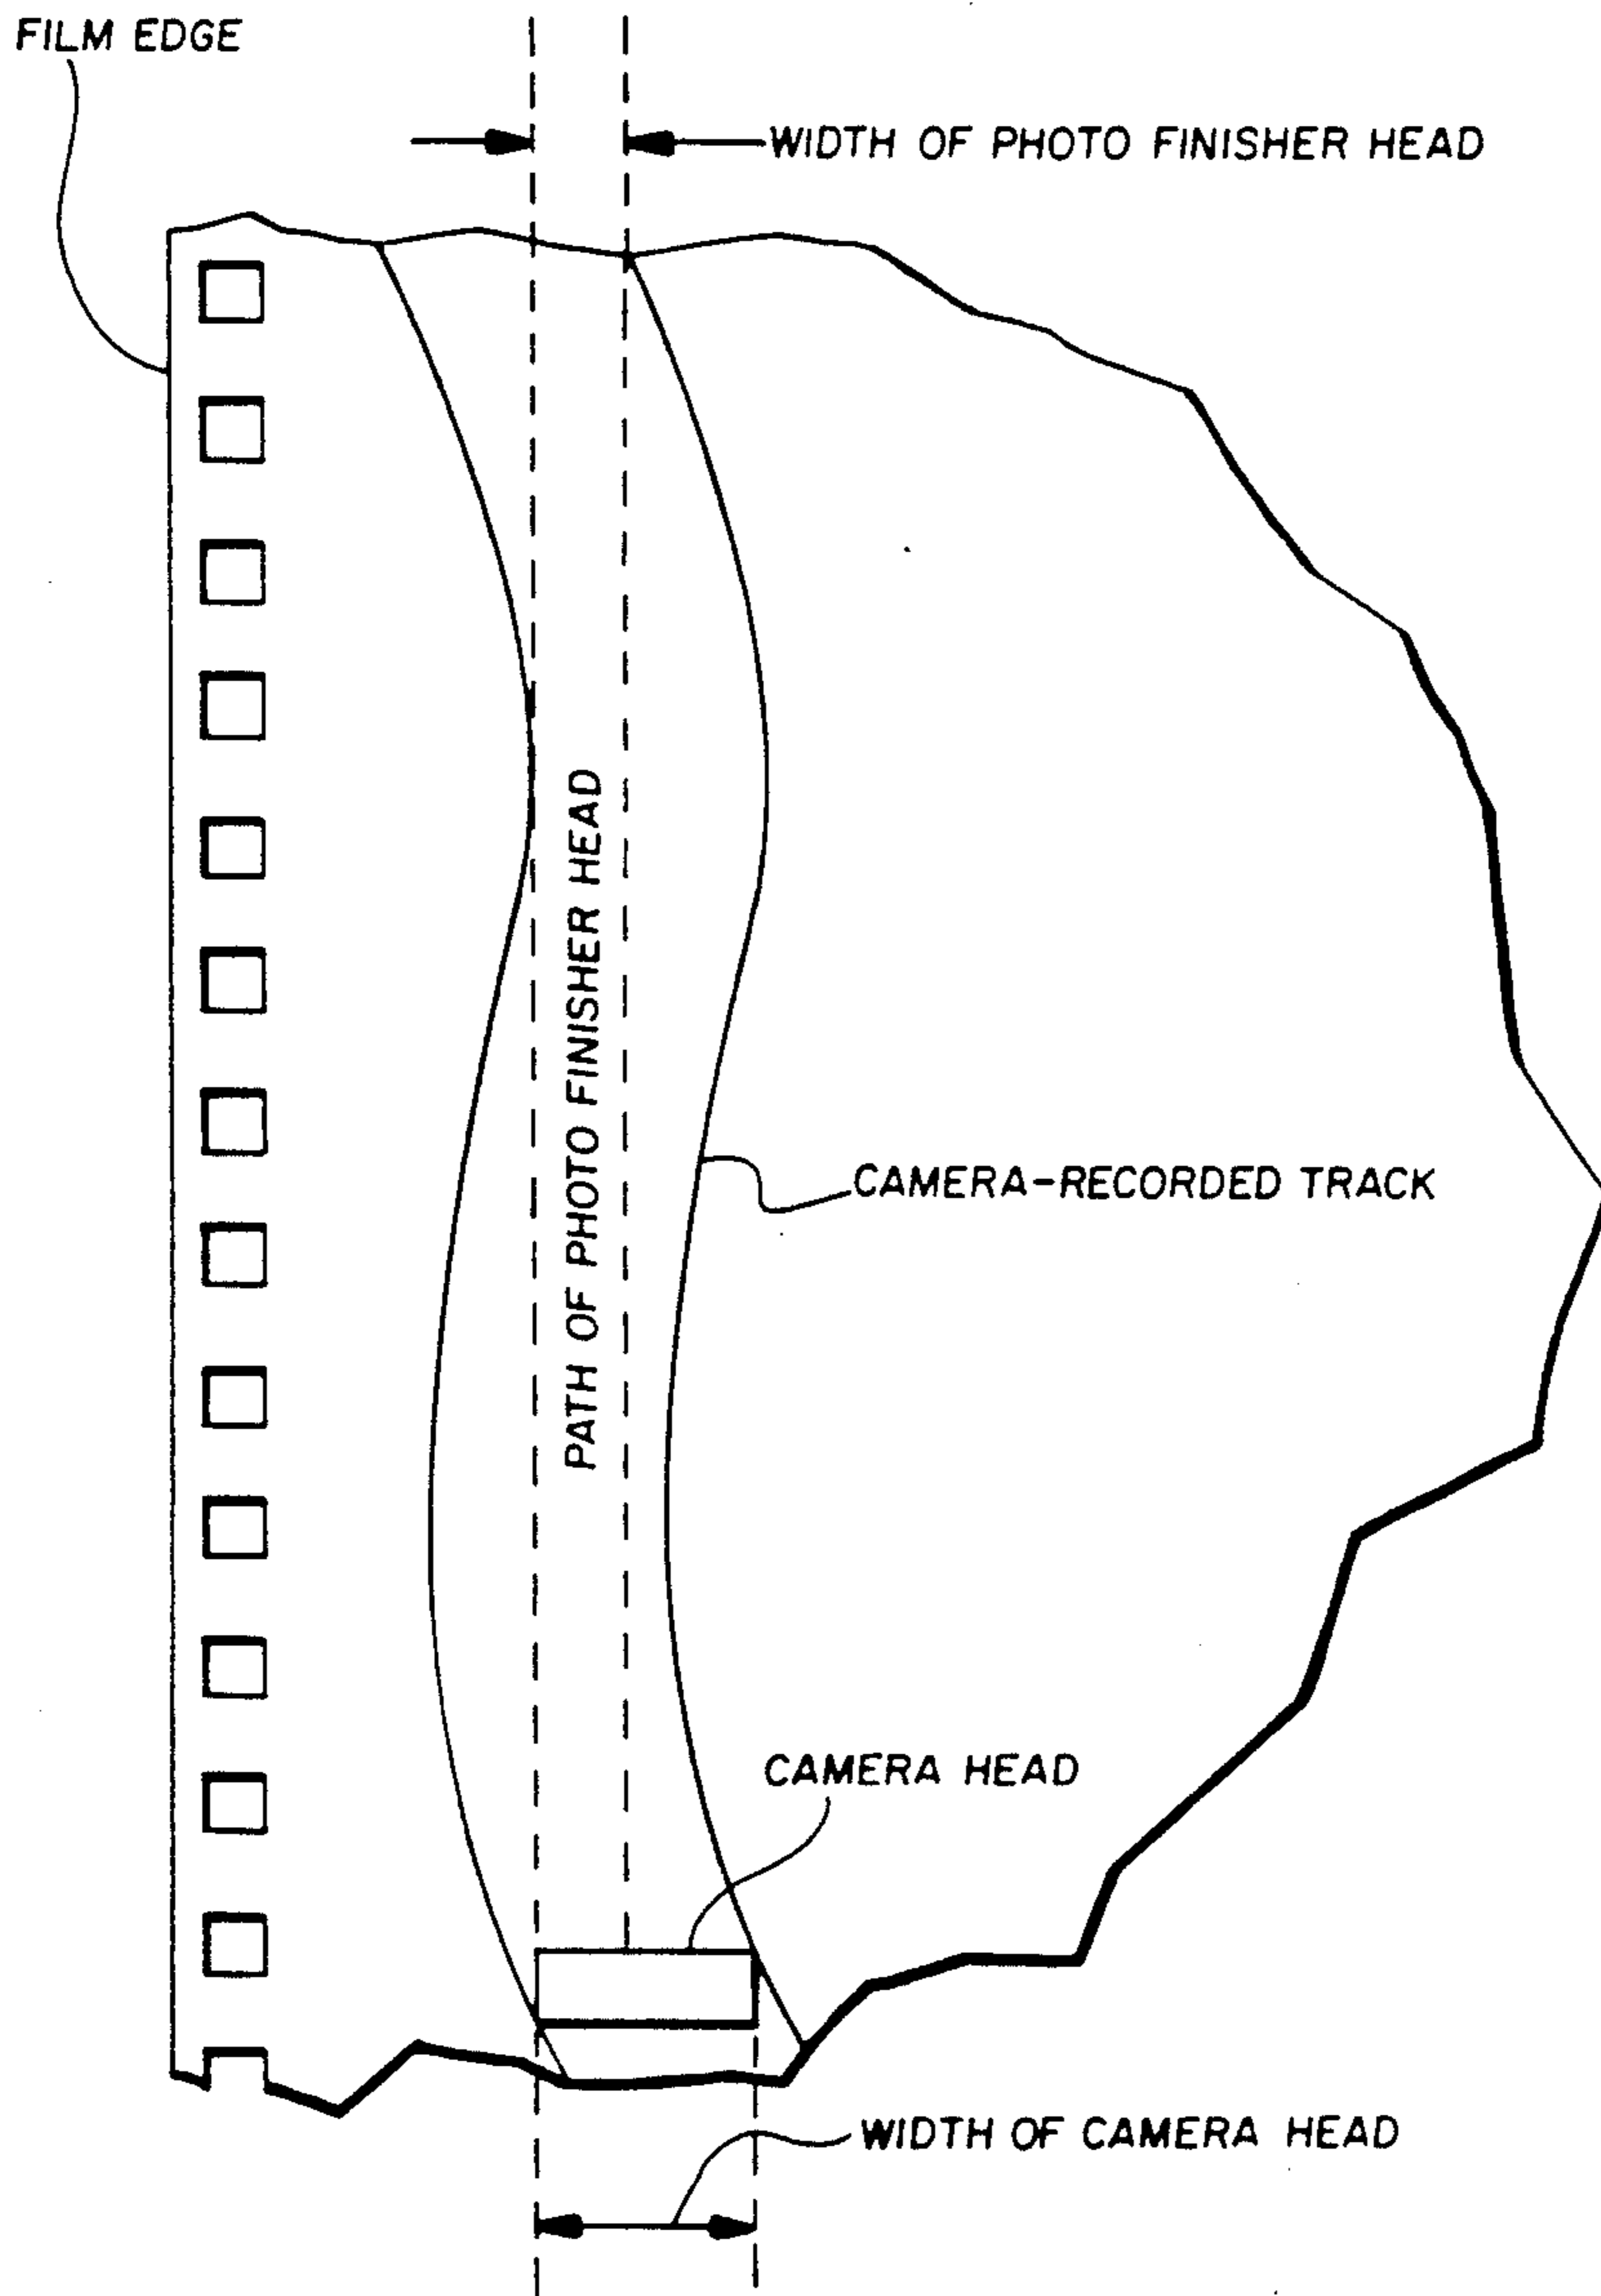 FILM EDGE
WIDTH OF PHOTO FINISHER HEAD
PATH OF PHOTO FINISHER HEAD
CAMERA-RECORDED TRACK
CAMERA HEAD
WIDTH OF CAMERA HEAD